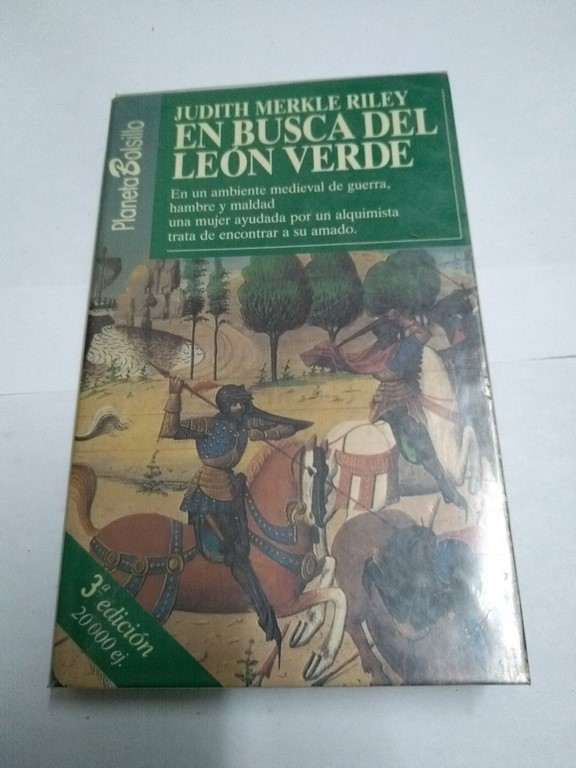 Planeta Bolsillo
JUDITH MERKLE RILEY
EN BUSCA DEL
LEÓN VERDE
En un ambiente medieval de guerra,
hambre y maldad
una mujer ayudada por un alquimista
trata de encontrar a su amado.
3.ª edición
20 000 ej.